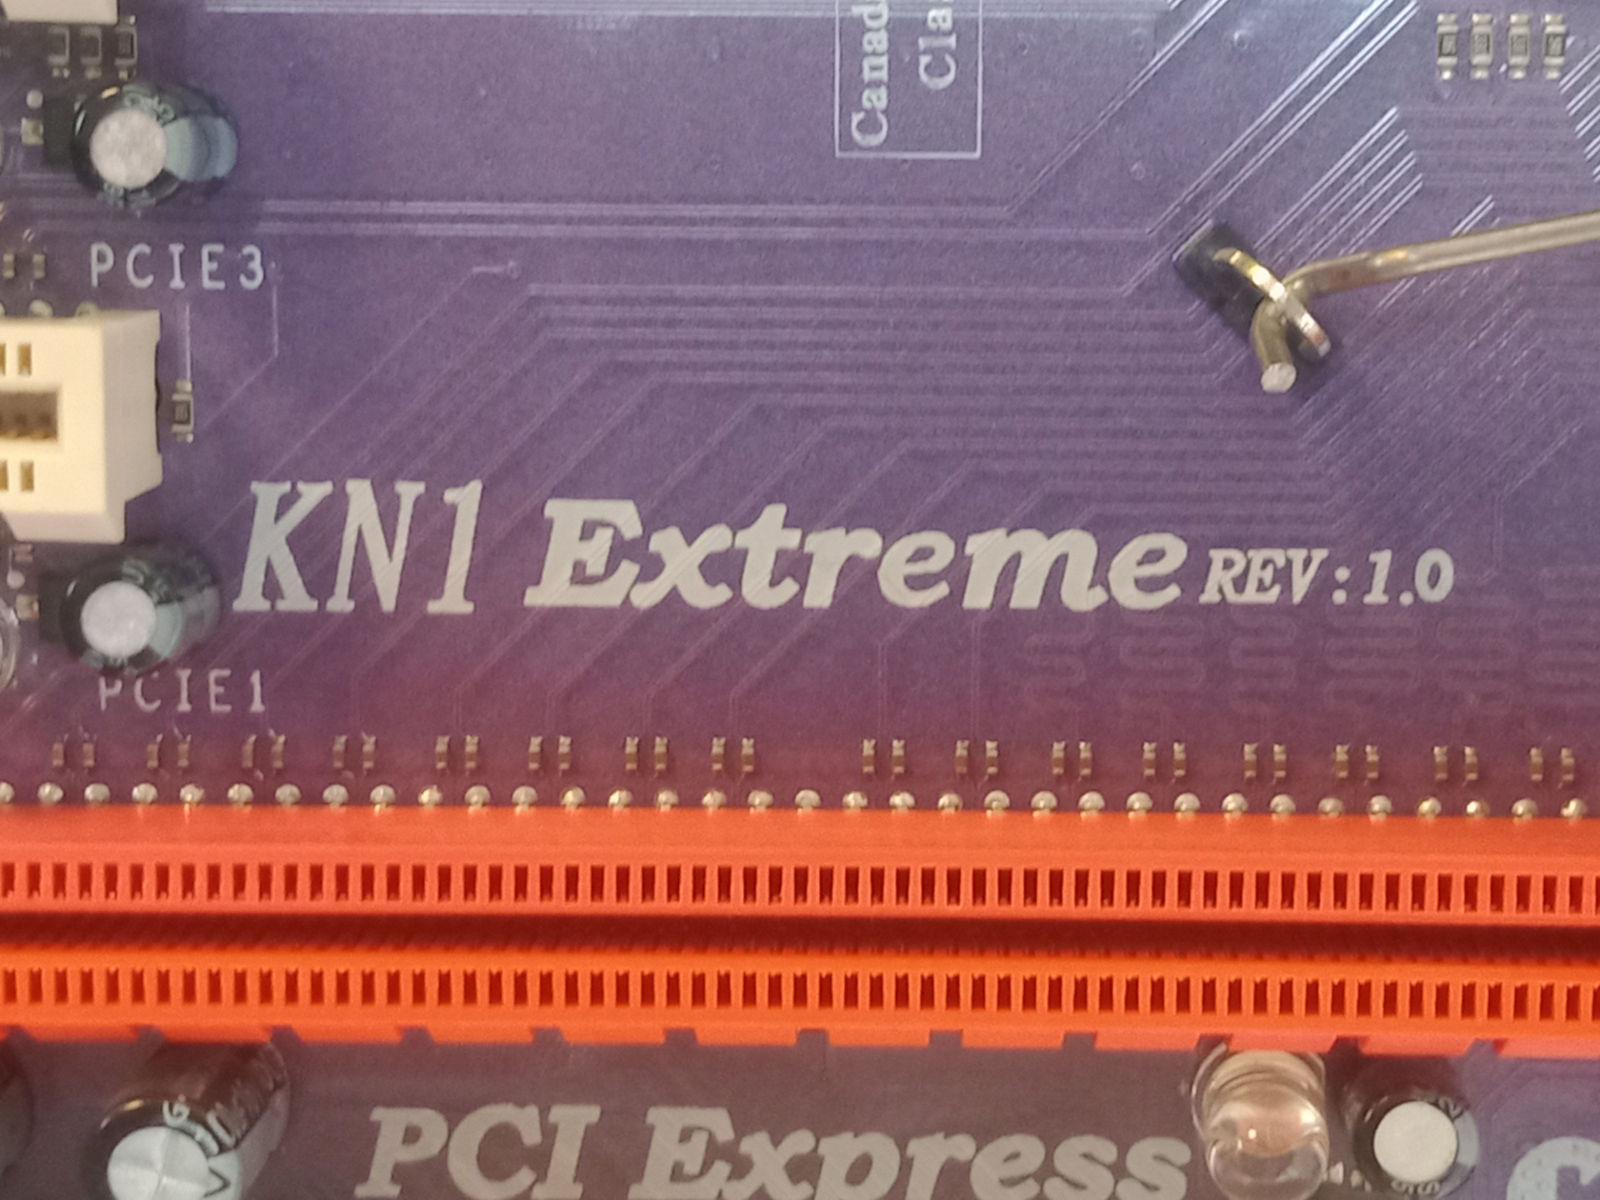 Canad
Cla
PCIE3
KN1 Extreme REV:1.0
PCIE1
PCI Express